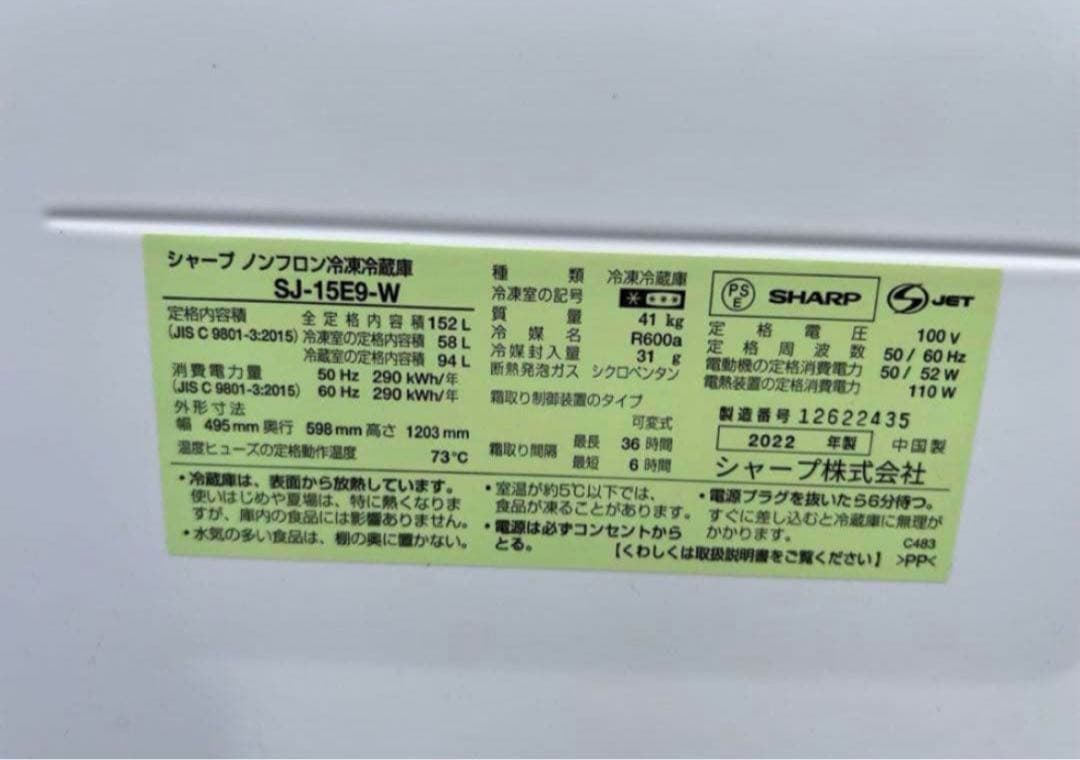 シャープ ノンフロン冷凍冷蔵庫
SJ-15E9-W
定格内容積
(JIS C 9801-3:2015)
全定格内容積 152 L
冷凍室の定格内容積 58 L
冷蔵室の定格内容積 94 L
消費電力量
(JIS C 9801-3:2015)
50 Hz 290 kWh/年
60 Hz 290 kWh/年
外形寸法
幅 495 mm 奥行 598 mm 高さ 1203 mm
温度ヒューズの定格動作温度 73℃
種類 冷凍冷蔵庫
冷凍室の記号
質量 41 kg
冷媒名 R600a
冷媒封入量 31 g
断熱発泡ガス シクロペンタン
霜取り制御装置のタイプ
可変式
霜取り間隔 最長 36 時間
最短 6 時間
PS
E
SHARP
JET
定格電圧 100 V
定格周波数 50 / 60 Hz
電動機の定格消費電力 50 / 52 W
電熱装置の定格消費電力 110 W
製造番号 12622435
2022 年製 中国製
シャープ株式会社
・冷蔵庫は、表面から放熱しています。
使いはじめや夏場は、特に熱くなりま
すが、庫内の食品には影響ありません。
・水気の多い食品は、棚の奥に置かない。
・室温が約5℃以下では、
食品が凍ることがあります。
・電源は必ずコンセントから
とる。
・電源プラグを抜いたら6分待つ。
すぐに差し込むと冷蔵庫に無理が
かかります。
C483
【くわしくは取扱説明書をご覧ください】 >PP<